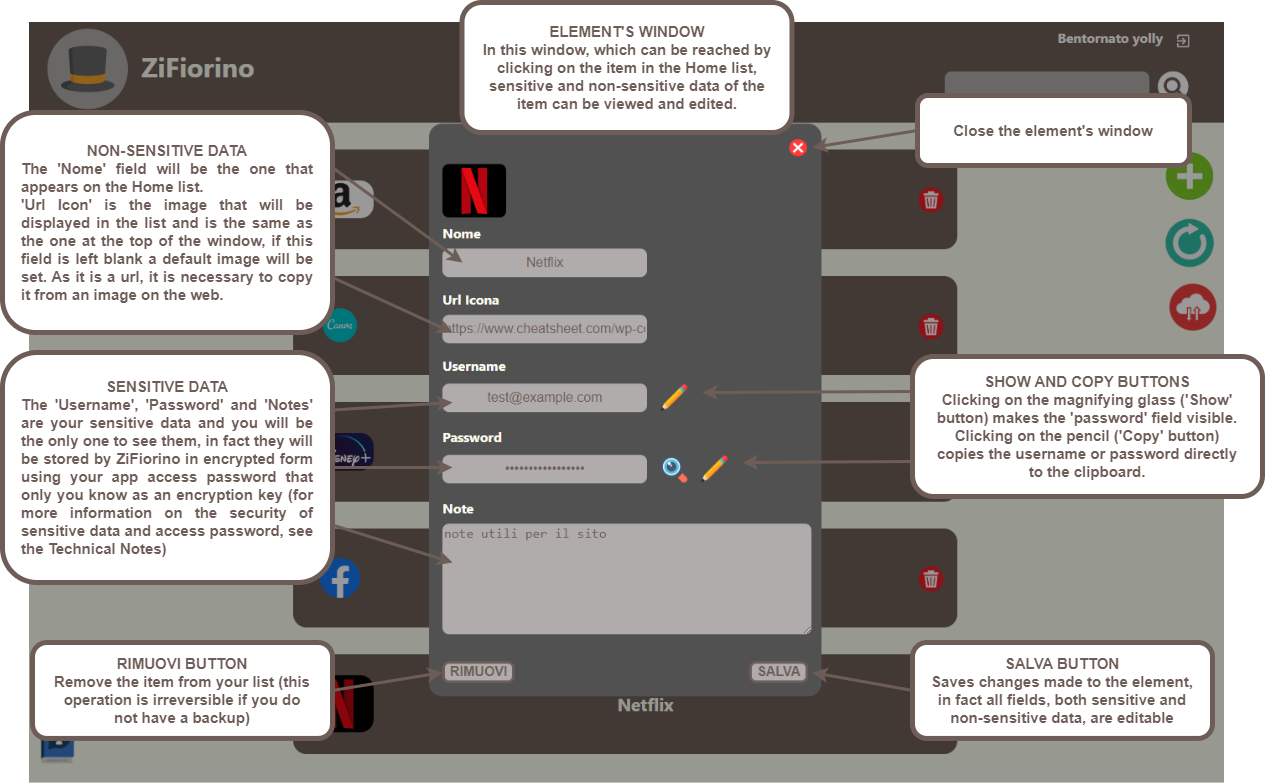 ELEMENT'S WINDOW
In this window, which can be reached by
clicking on the item in the Home list,
sensitive and non-sensitive data of the
item can be viewed and edited.
ZiFiorino
Bentornato yolly
Close the element's window
NON-SENSITIVE DATA
The 'Nome' field will be the one that
appears on the Home list.
'Url Icon' is the image that will be
displayed in the list and is the same as
the one at the top of the window, if this
field is left blank a default image will be
set. As it is a url, it is necessary to copy
it from an image on the web.
a
N
Nome
Netflix
Url Icona
https://www.cheatsheet.com/wp-co
Canva
Username
test@example.com
Password
•••••••••••••••••
Note
note utili per il sito
SENSITIVE DATA
The 'Username', 'Password' and 'Notes'
are your sensitive data and you will be
the only one to see them, in fact they will
be stored by ZiFiorino in encrypted form
using your app access password that
only you know as an encryption key (for
more information on the security of
sensitive data and access password, see
the Technical Notes)
SHOW AND COPY BUTTONS
Clicking on the magnifying glass ('Show'
button) makes the 'password' field visible.
Clicking on the pencil ('Copy' button)
copies the username or password directly
to the clipboard.
RIMUOVI BUTTON
Remove the item from your list (this
operation is irreversible if you do
not have a backup)
RIMUOVI
SALVA
SALVA BUTTON
Saves changes made to the element,
in fact all fields, both sensitive and
non-sensitive data, are editable
Netflix